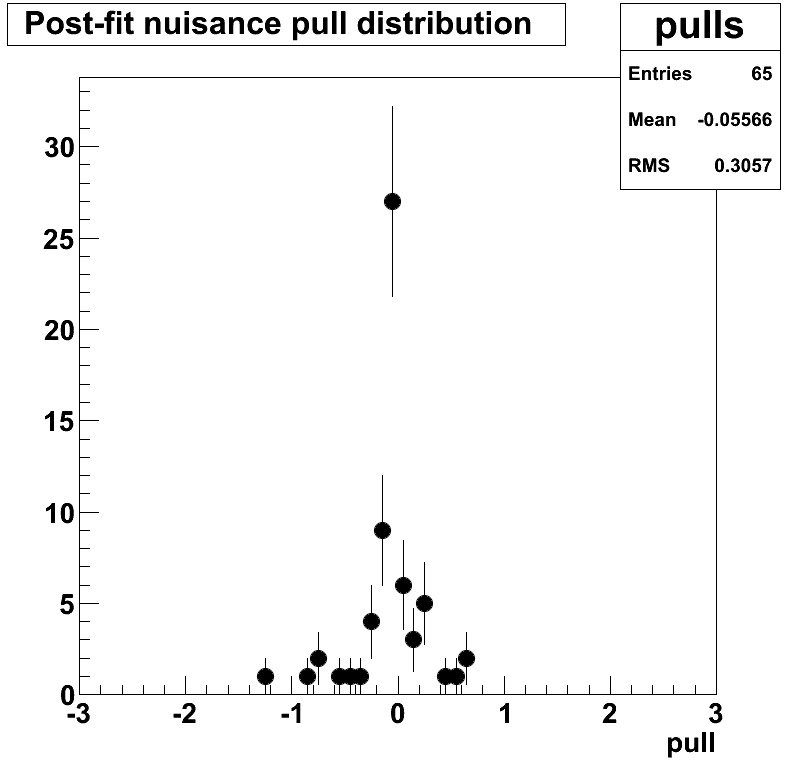 Post-fit nuisance pull distribution
pulls
Entries 65
Mean -0.05566
RMS 0.3057
30
25
20
15
10
5
0
-3 -2 -1 0 1 2 3
pull